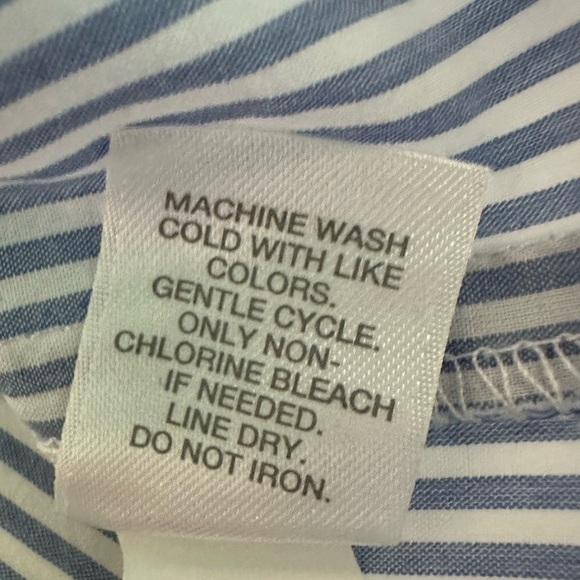 MACHINE WASH
COLD WITH LIKE
COLORS.
GENTLE CYCLE.
ONLY NON-
CHLORINE BLEACH
IF NEEDED.
LINE DRY.
DO NOT IRON.